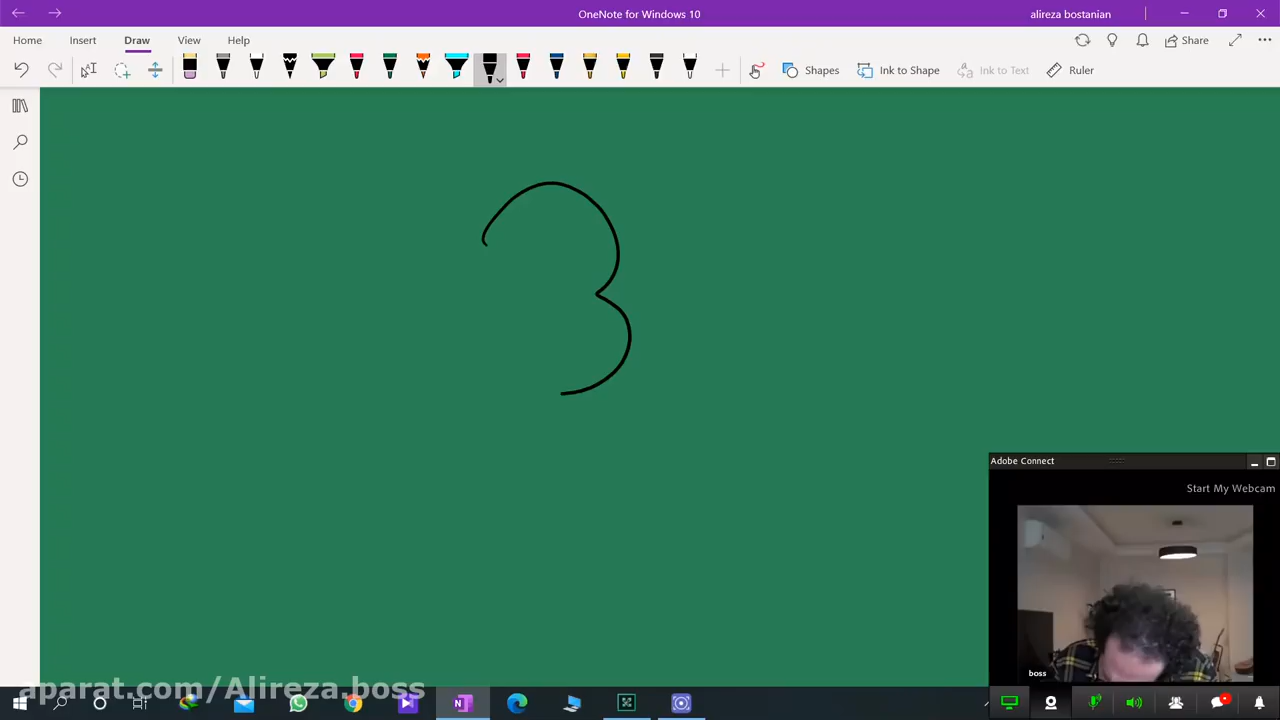 OneNote for Windows 10
alireza bostanian
Home Insert Draw View Help
Share
Shapes Ink to Shape Ink to Text Ruler
3
Adobe Connect
Start My Webcam
boss
aparat.com/Alireza.boss